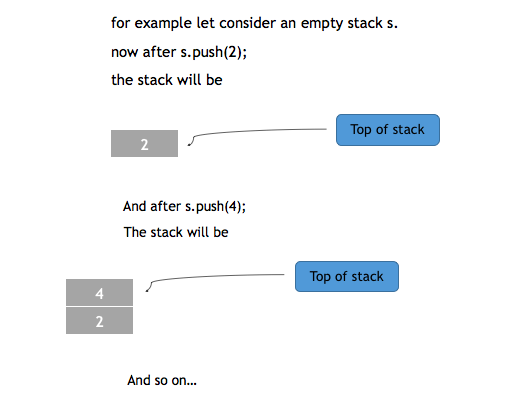 for example let consider an empty stack s.
now after s.push(2);
the stack will be
Top of stack
2
And after s.push(4);
The stack will be
Top of stack
4
2
And so on...